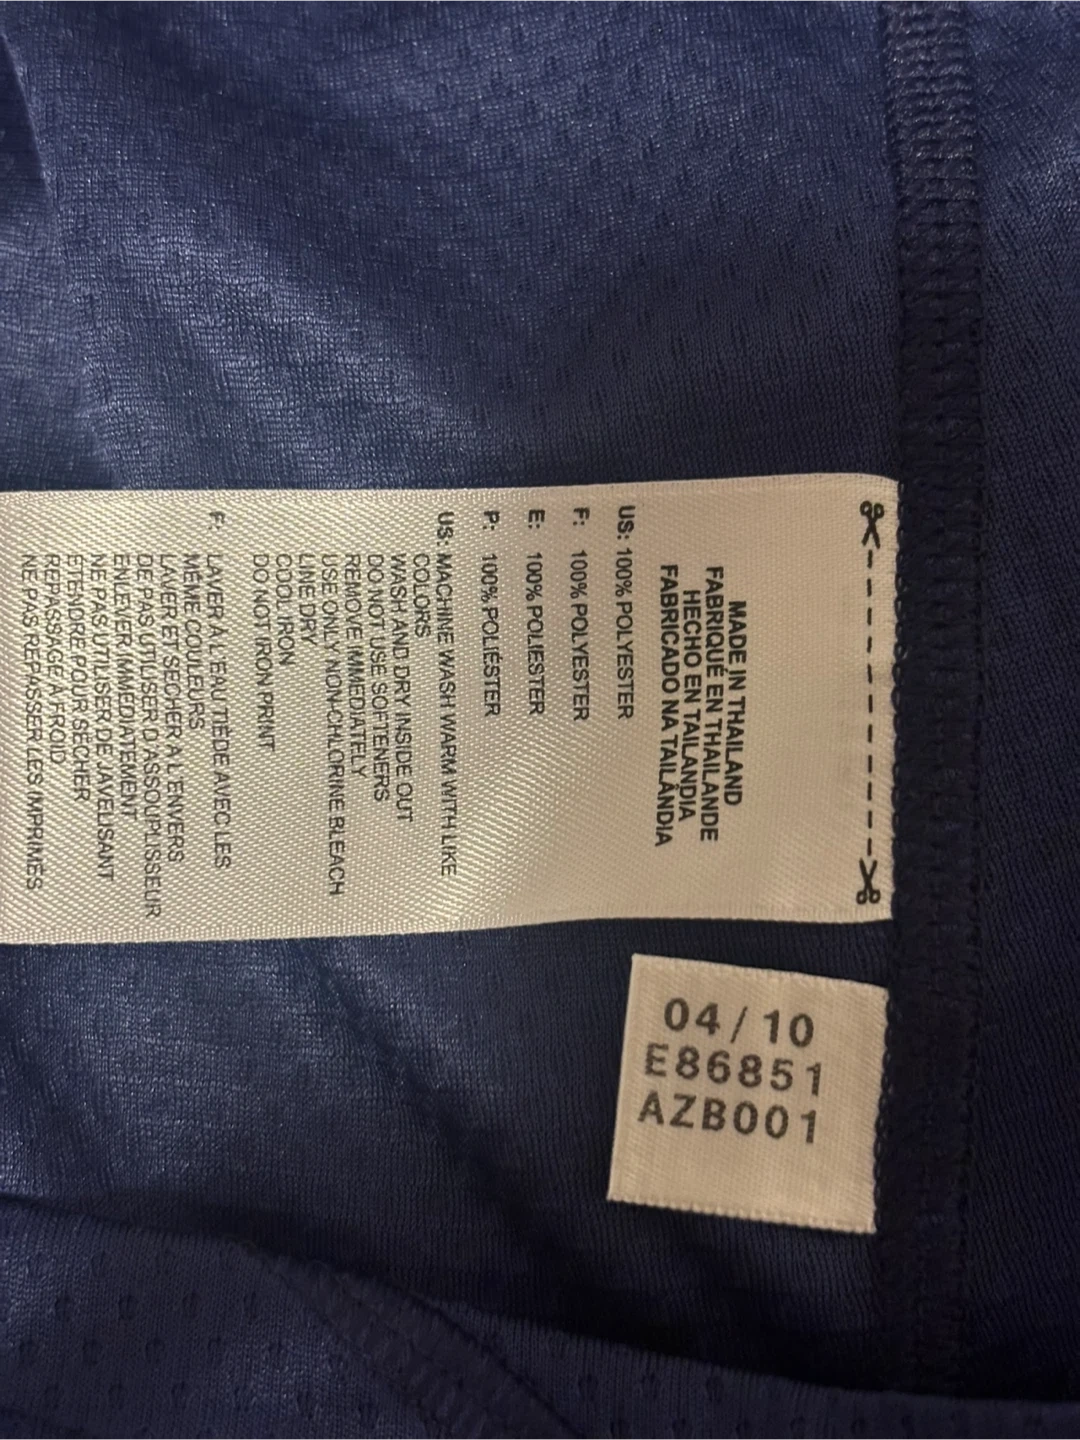 MADE IN THAILAND
FABRIQUÉ EN THAILANDE
HECHO EN TAILANDIA
FABRICADO NA TAILÂNDIA
US: 100% POLYESTER
F: 100% POLYESTER
E: 100% POLIESTER
P: 100% POLIÉSTER
US: MACHINE WASH WARM WITH LIKE
COLORS
WASH AND DRY INSIDE OUT
DO NOT USE SOFTENERS
REMOVE IMMEDIATELY
USE ONLY NON-CHLORINE BLEACH
LINE DRY
COOL IRON
DO NOT IRON PRINT
F: LAVER À L'EAU TIÈDE AVEC LES
MÊME COULEURS
LAVER ET SÉCHER A L'ENVERS
DE PAS UTILISER D'ASSOUPLISSEUR
ENLEVER IMMÉDIATEMENT
NE PAS UTILISER DE JAVELISANT
ÉTENDRE POUR SÉCHER
REPASSAGE À FROID
NE PAS REPASSER LES IMPRIMÉS
04/10
E86851
AZB001